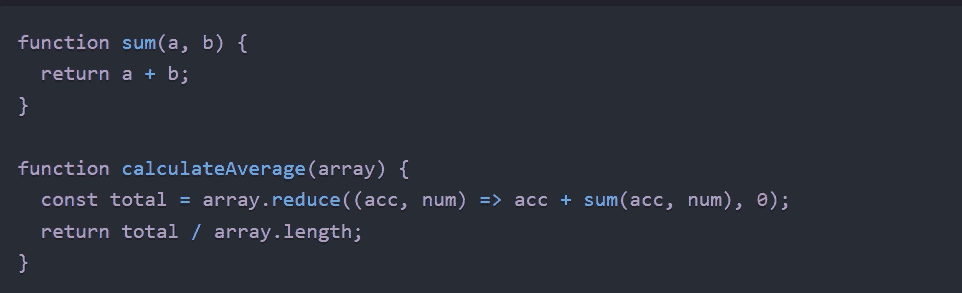 function sum(a, b) {
  return a + b;
}

function calculateAverage(array) {
  const total = array.reduce((acc, num) => acc + sum(acc, num), 0);
  return total / array.length;
}